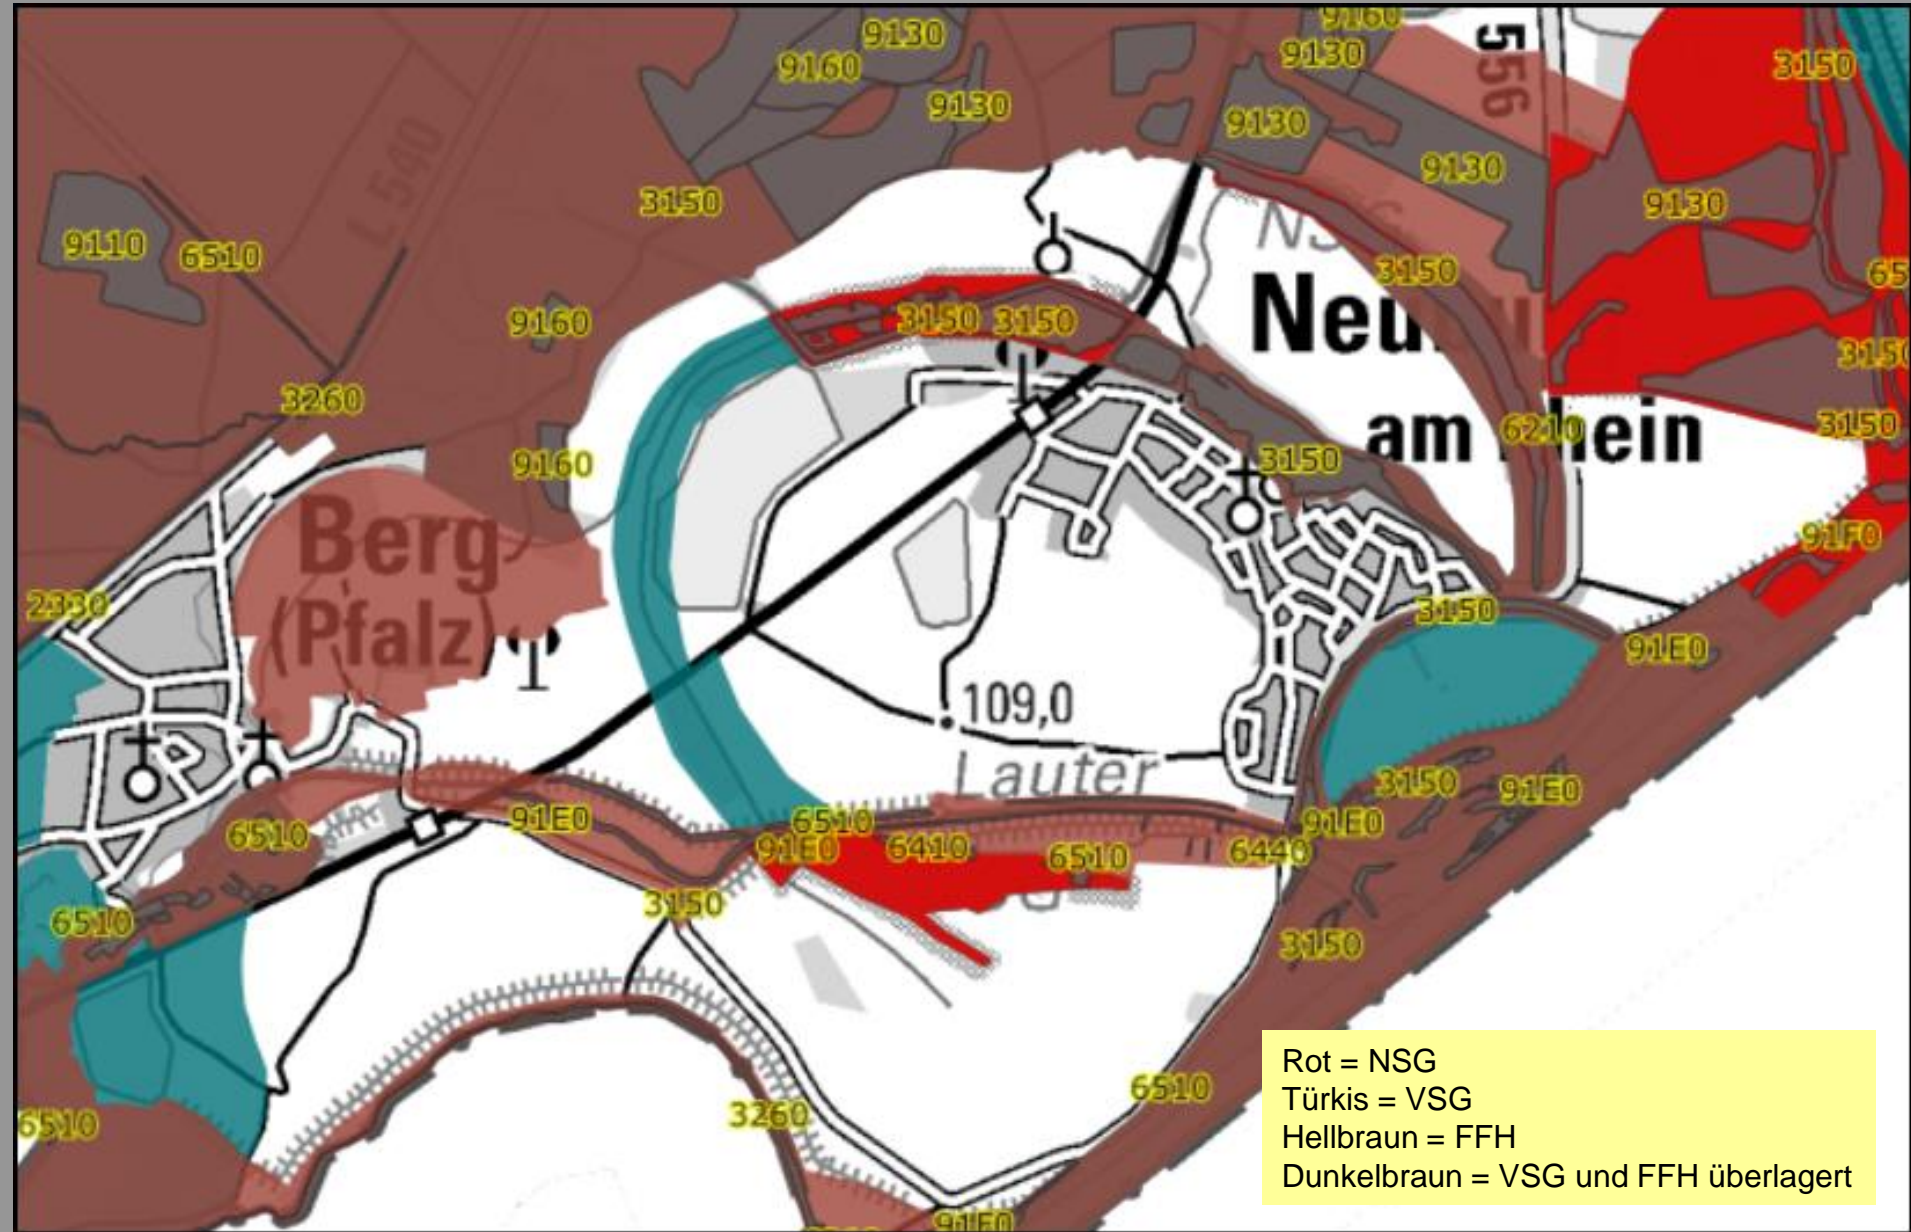 9160
9130
9160
9130
556
3150
9130
9130
9130
L 540
3150
9130
9110
6510
NSG
3150
65
9160
3150
3150
Neu
3150
3260
am
ein
6210
3150
9160
3150
Berg
(Pfalz)
91F0
2330
3150
91E0
109,0
Lauter
3150
91E0
6510
91E0
6510
91E0
91E0
6410
6510
6440
3150
6510
3150
6510
3260
6510
91E0
Rot = NSG
Türkis = VSG
Hellbraun = FFH
Dunkelbraun = VSG und FFH überlagert